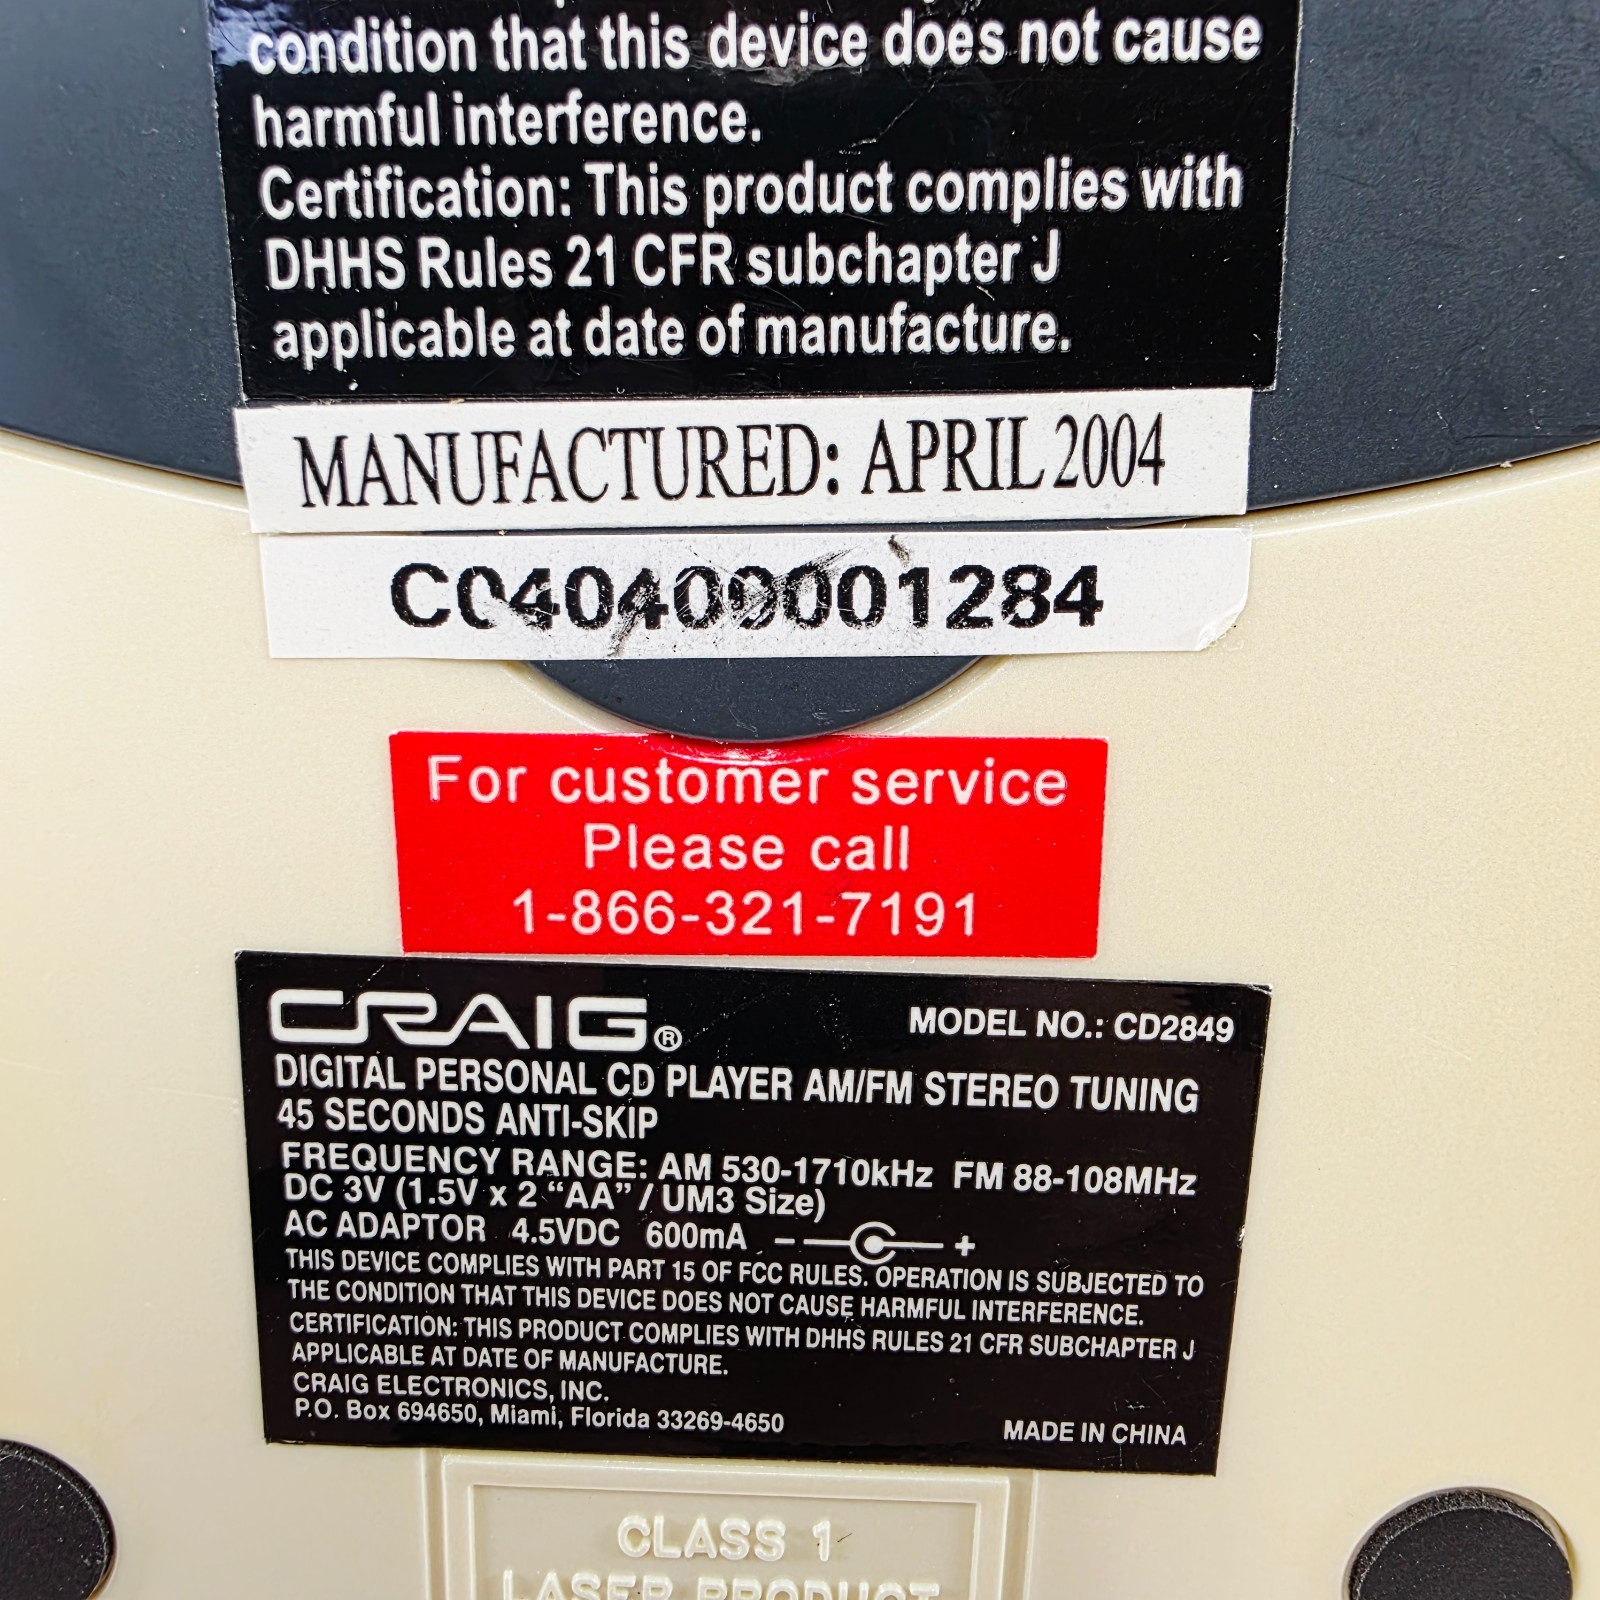 condition that this device does not cause
harmful interference.
Certification: This product complies with
DHHS Rules 21 CFR subchapter J
applicable at date of manufacture.
MANUFACTURED: APRIL 2004
C040400001284
For customer service
Please call
1-866-321-7191
CRAIG®
MODEL NO.: CD2849
DIGITAL PERSONAL CD PLAYER AM/FM STEREO TUNING
45 SECONDS ANTI-SKIP
FREQUENCY RANGE: AM 530-1710kHz FM 88-108MHz
DC 3V (1.5V x 2 “AA” / UM3 Size)
AC ADAPTOR 4.5VDC 600mA - +
THIS DEVICE COMPLIES WITH PART 15 OF FCC RULES. OPERATION IS SUBJECTED TO
THE CONDITION THAT THIS DEVICE DOES NOT CAUSE HARMFUL INTERFERENCE.
CERTIFICATION: THIS PRODUCT COMPLIES WITH DHHS RULES 21 CFR SUBCHAPTER J
APPLICABLE AT DATE OF MANUFACTURE.
CRAIG ELECTRONICS, INC.
P.O. Box 694650, Miami, Florida 33269-4650
MADE IN CHINA
CLASS 1
LASER PRODUCT